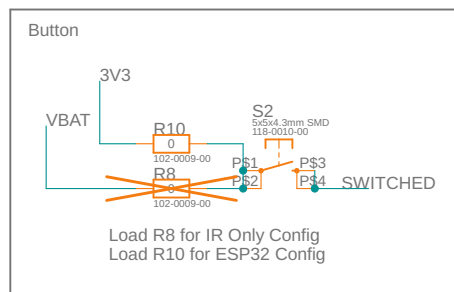 Button
3V3
VBAT
R10
0
102-0009-00
S2
5x5x4.3mm SMD
118-0010-00
P$1
P$3
R8
0
102-0009-00
P$2
P$4
SWITCHED
Load R8 for IR Only Config
Load R10 for ESP32 Config